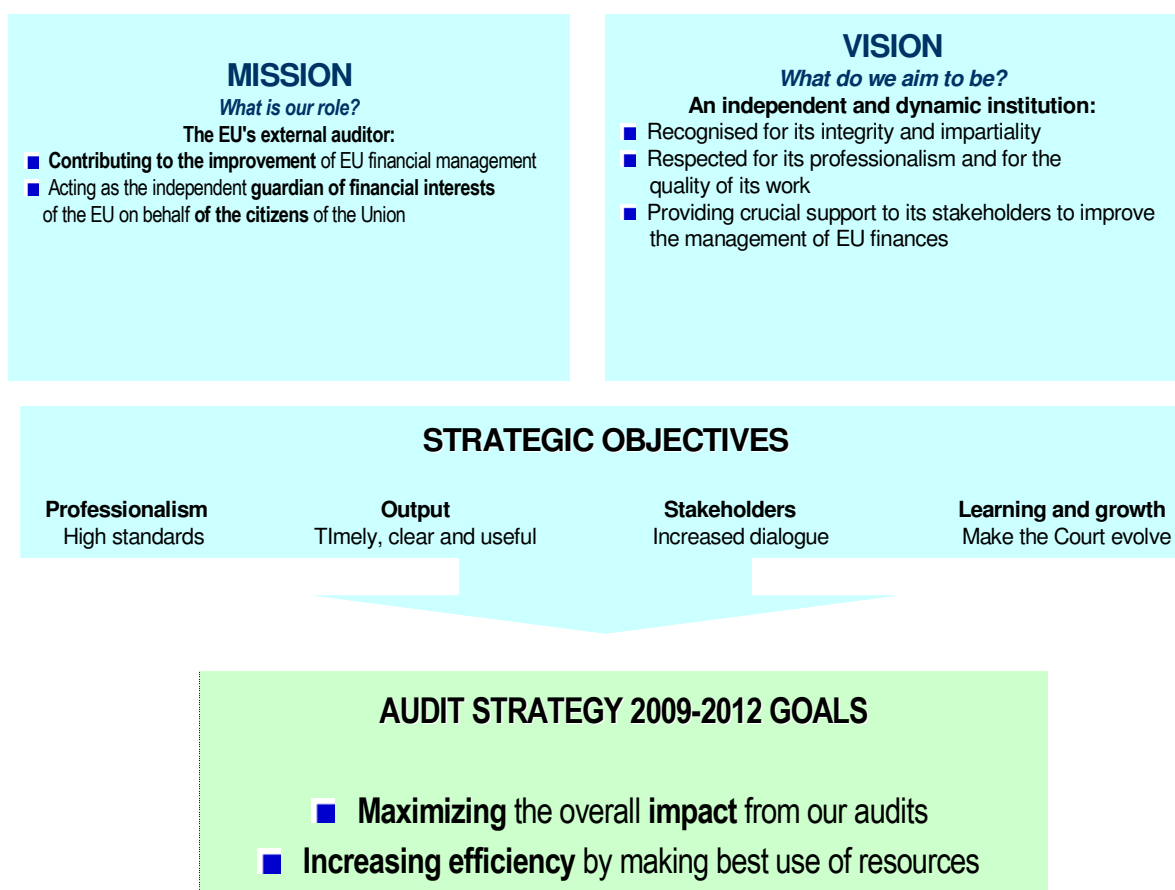 MISSION
What is our role?
The EU's external auditor:
Contributing to the improvement of EU financial management
Acting as the independent guardian of financial interests
of the EU on behalf of the citizens of the Union
VISION
What do we aim to be?
An independent and dynamic institution:
Recognised for its integrity and impartiality
Respected for its professionalism and for the
quality of its work
Providing crucial support to its stakeholders to improve
the management of EU finances
STRATEGIC OBJECTIVES
Professionalism
High standards
Output
TImely, clear and useful
Stakeholders
Increased dialogue
Learning and growth
Make the Court evolve
AUDIT STRATEGY 2009-2012 GOALS
Maximizing the overall impact from our audits
Increasing efficiency by making best use of resources